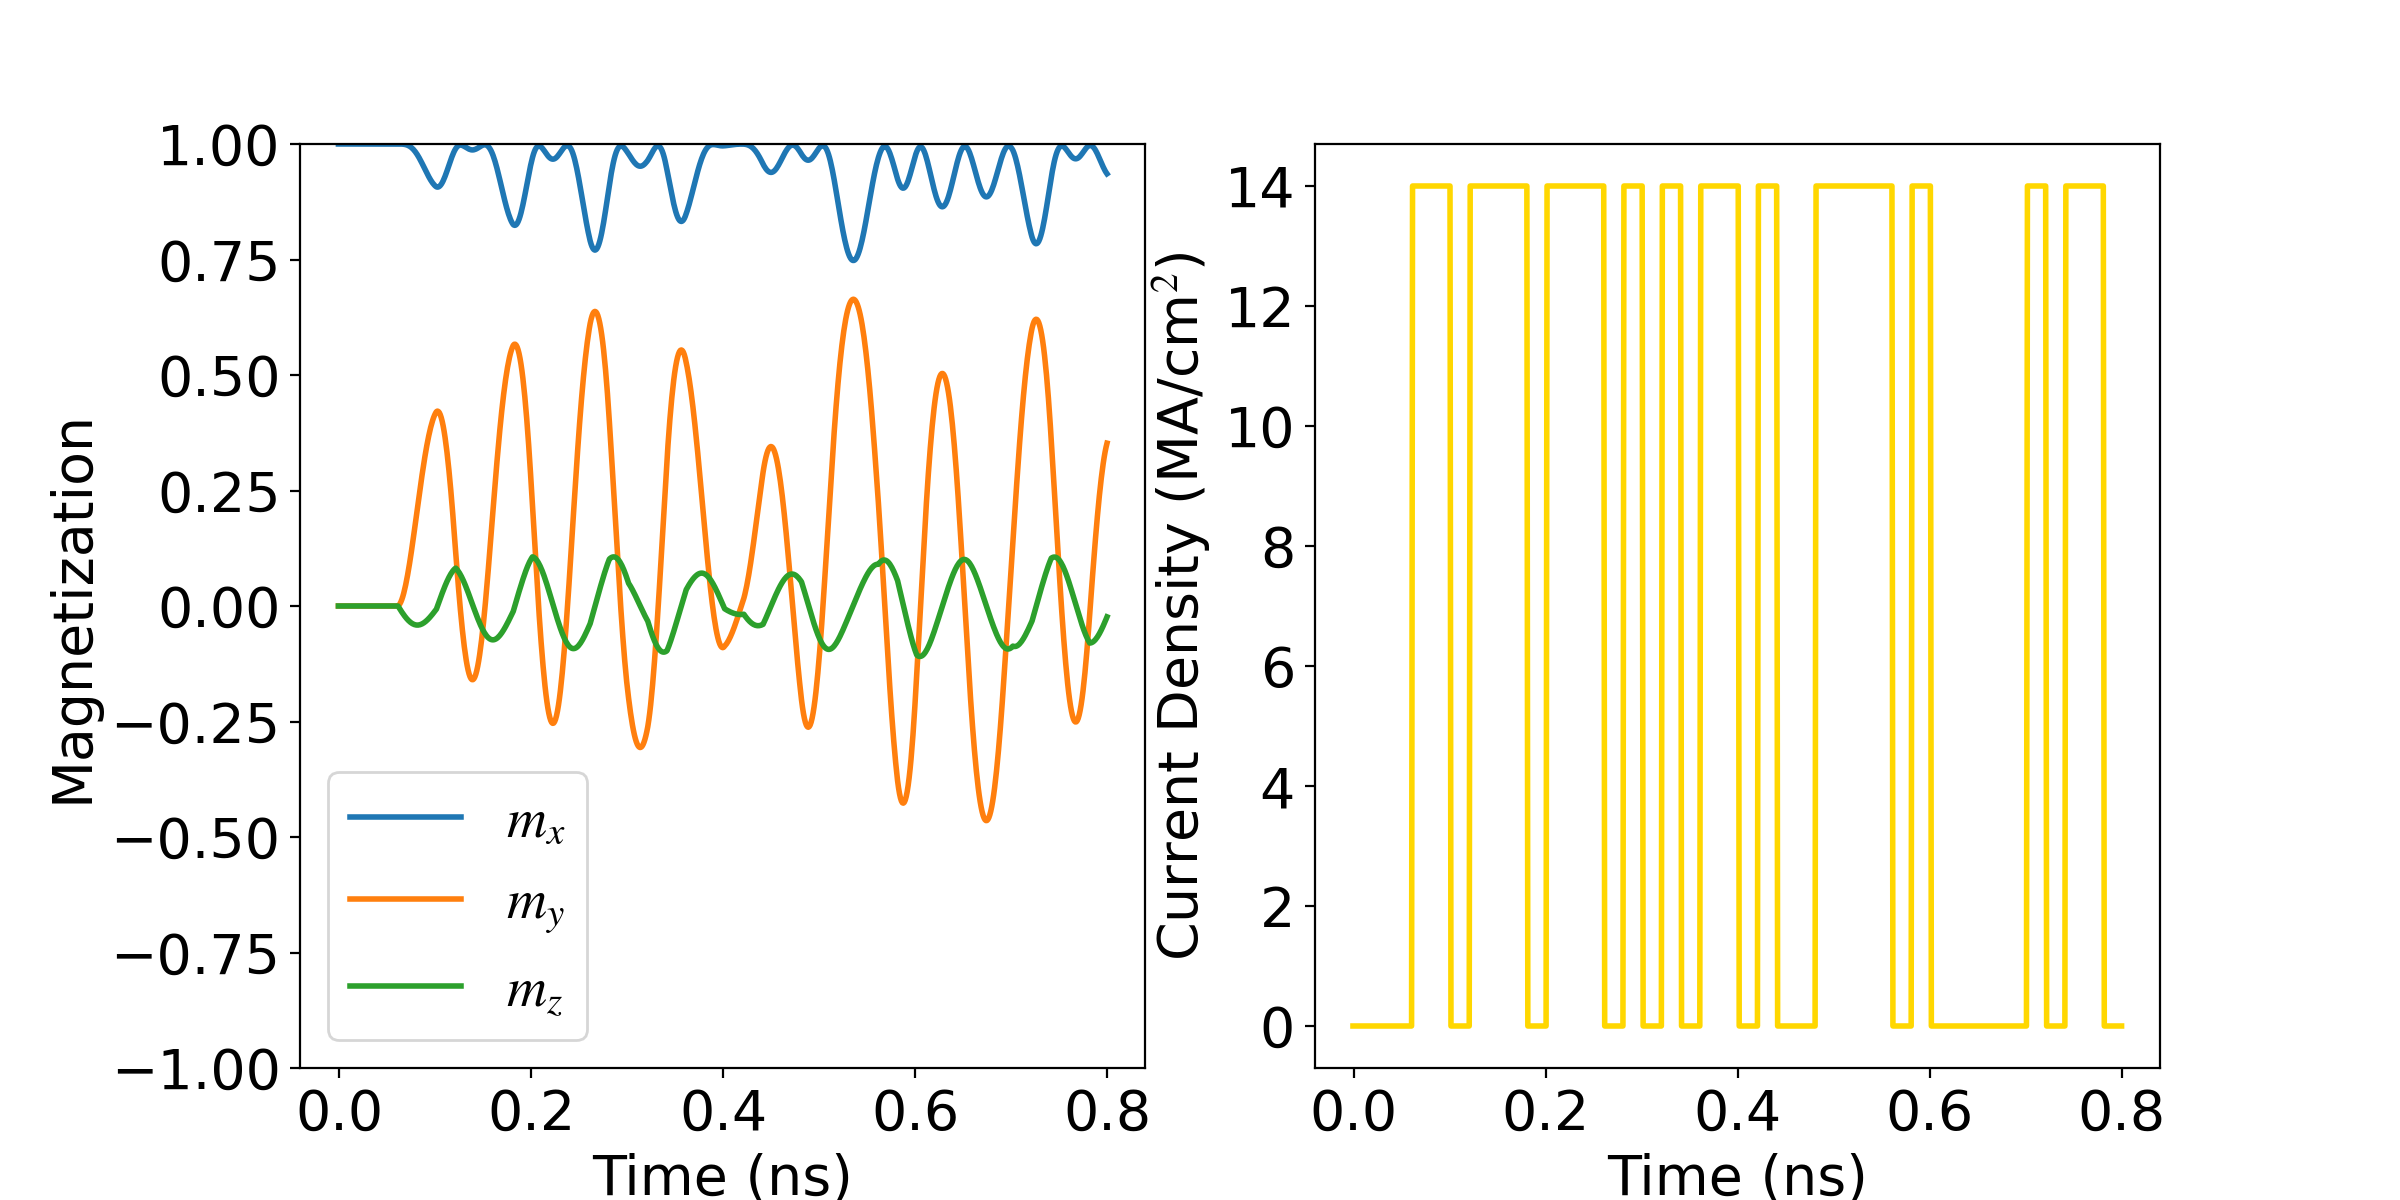 Magnetization
1.00
0.75
0.50
0.25
0.00
−0.25
−0.50
−0.75
−1.00
m_x
m_y
m_z
0.0 0.2 0.4 0.6 0.8
Time (ns)
Current Density (MA/cm²)
14
12
10
8
6
4
2
0
0.0 0.2 0.4 0.6 0.8
Time (ns)